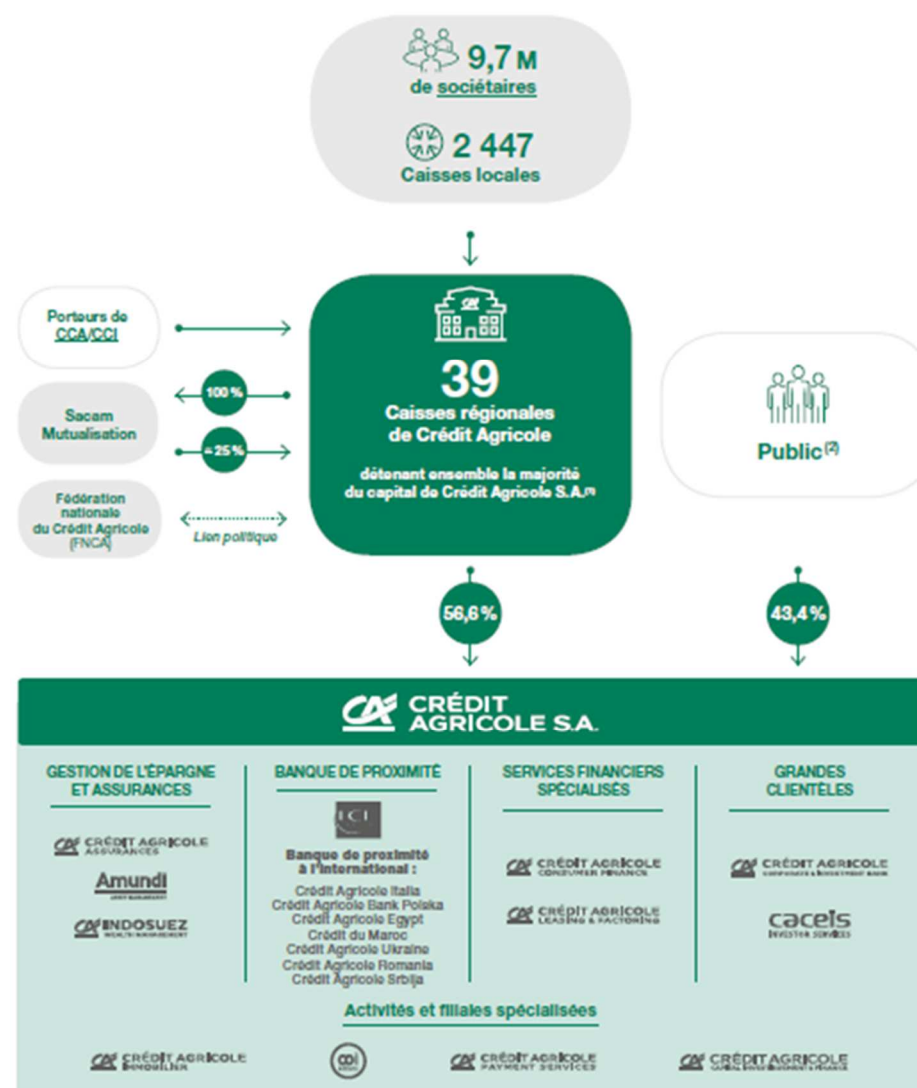 9,7 M
de sociétaires
2 447
Caisses locales
Porteurs de
CCA/CCI
100 %
Sacam
Mutualisation
≈ 25 %
Fédération
nationale
du Crédit Agricole
(FNCA)
Lien politique
39
Caisses régionales
de Crédit Agricole
détenant ensemble la majorité
du capital de Crédit Agricole S.A.(1)
Public(2)
56,6 %
43,4 %
CRÉDIT
AGRICOLE S.A.
GESTION DE L'ÉPARGNE
ET ASSURANCES
CRÉDIT AGRICOLE
ASSURANCES
Amundi
INDOSUEZ
WEALTH MANAGEMENT
BANQUE DE PROXIMITÉ
LCL
Banque de proximité
à l'international :
Crédit Agricole Italia
Crédit Agricole Bank Polska
Crédit Agricole Egypt
Crédit du Maroc
Crédit Agricole Ukraine
Crédit Agricole Romania
Crédit Agricole Srbija
SERVICES FINANCIERS
SPÉCIALISÉS
CRÉDIT AGRICOLE
CONSUMER FINANCE
CRÉDIT AGRICOLE
LEASING & FACTORING
GRANDES
CLIENTÈLES
CRÉDIT AGRICOLE
CORPORATE & INVESTMENT BANK
caceis
INVESTOR SERVICES
Activités et filiales spécialisées
CRÉDIT AGRICOLE
IMMOBILIER
CRÉDIT AGRICOLE
PAYMENT SERVICES
CRÉDIT AGRICOLE